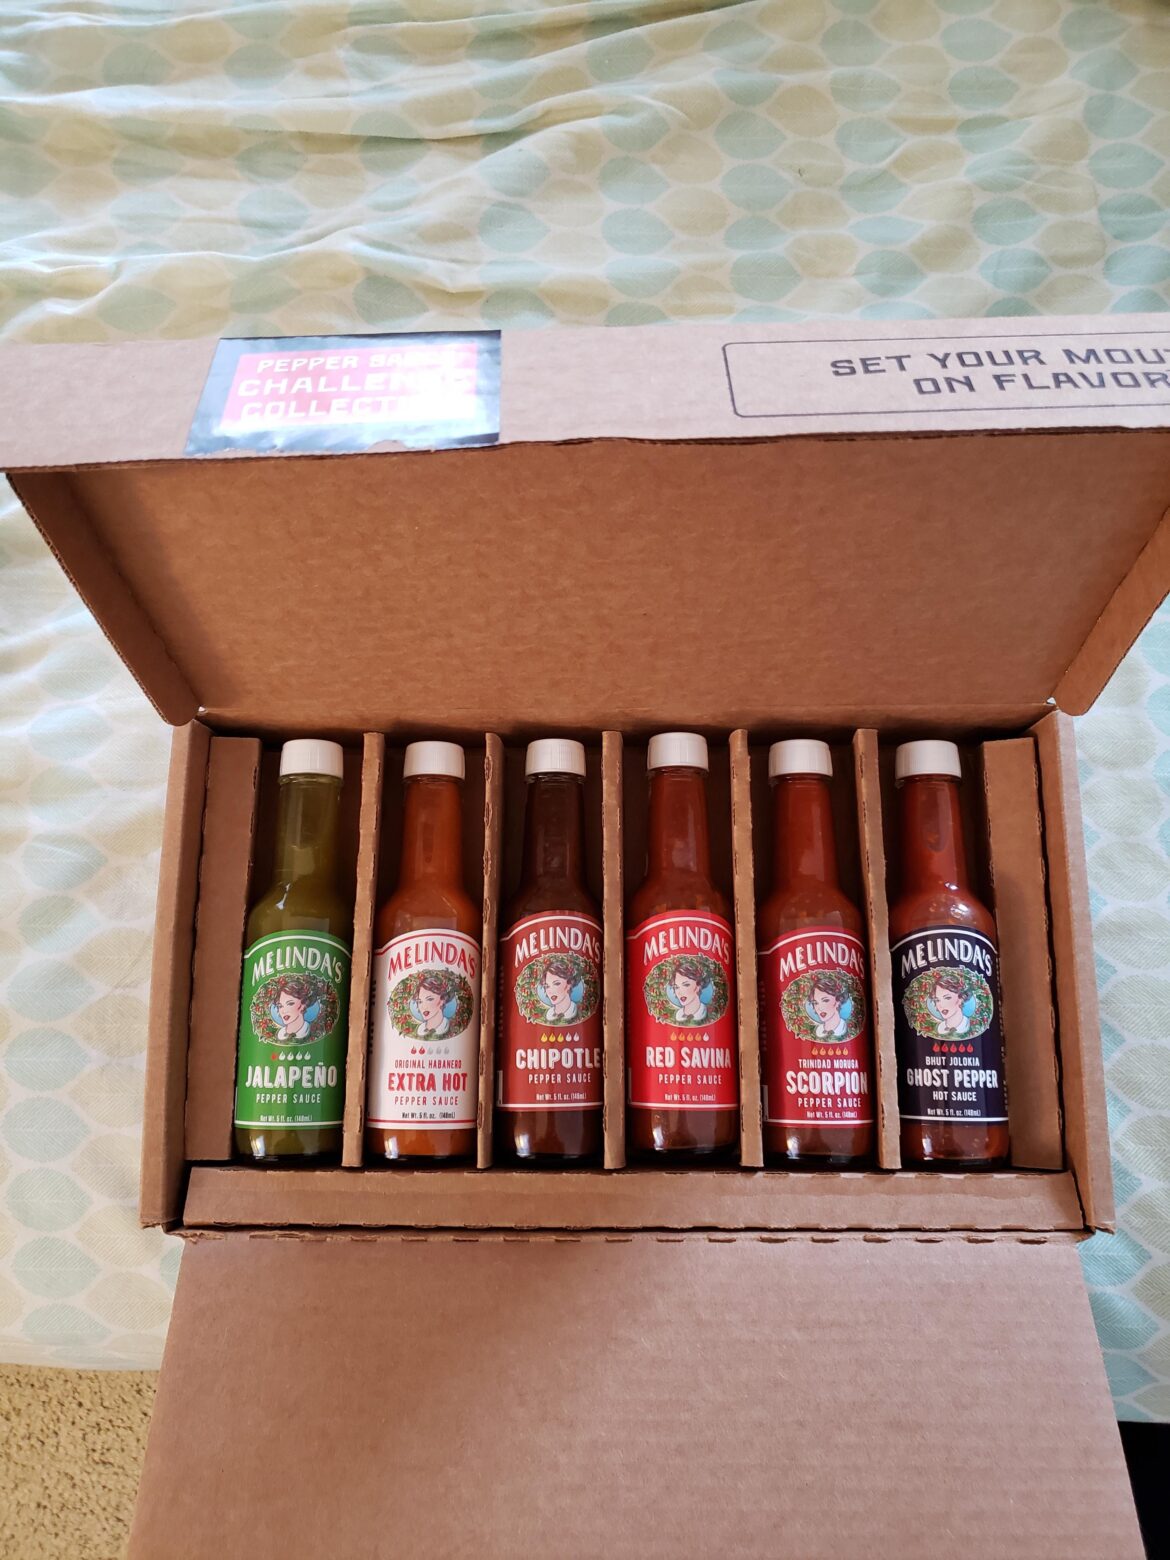 PEPPER
CHALLENGE
COLLECTION
SET YOUR
ON FLAVOR
MELINDA'S
JALAPEÑO
PEPPER SAUCE
Net Wt. 5 fl. oz. (148mL)
MELINDA'S
ORIGINAL HABANERO
EXTRA HOT
PEPPER SAUCE
Net Wt. 5 fl. oz. (148mL)
MELINDA'S
CHIPOTLE
PEPPER SAUCE
Net Wt. 5 fl. oz. (148mL)
MELINDA'S
RED SAVINA
PEPPER SAUCE
Net Wt. 5 fl. oz. (148mL)
MELINDA'S
TRINIDAD MORUGA
SCORPION
PEPPER SAUCE
Net Wt. 5 fl. oz. (148mL)
MELINDA'S
BHUT JOLOKIA
GHOST PEPPER
HOT SAUCE
Net Wt. 5 fl. oz. (148mL)